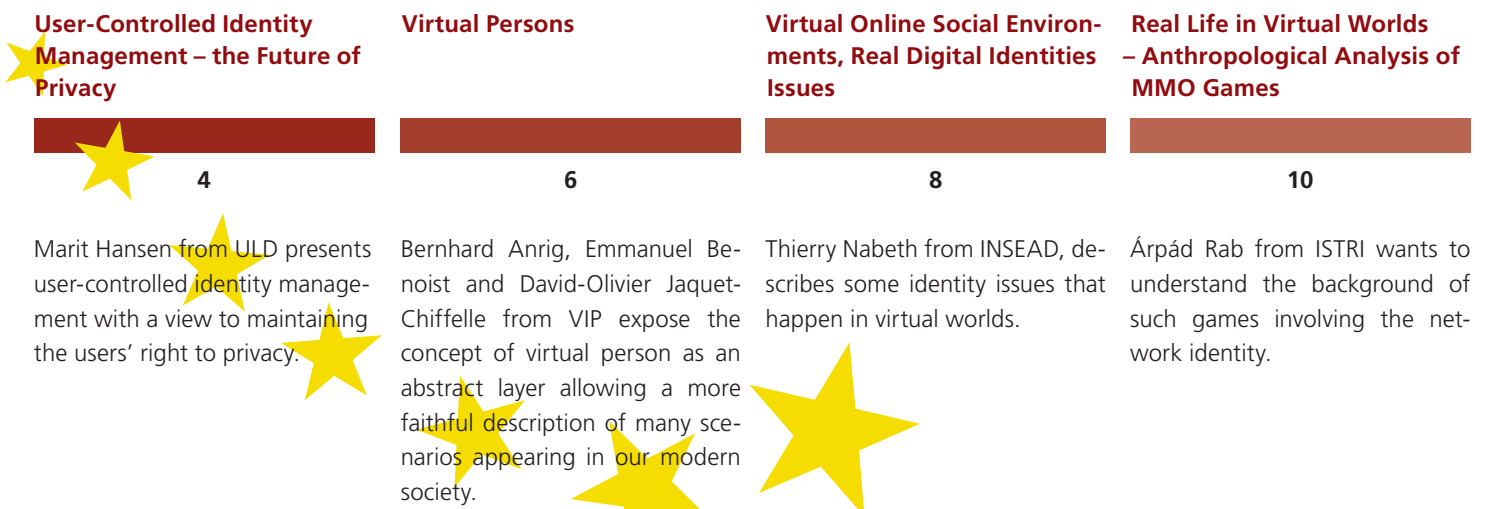 User-Controlled Identity
Management – the Future of
Privacy
4
Marit Hansen from ULD presents
user-controlled identity manage-
ment with a view to maintaining
the users’ right to privacy.
Virtual Persons
6
Bernhard Anrig, Emmanuel Be-
noist and David-Olivier Jaquet-
Chiffelle from VIP expose the
concept of virtual person as an
abstract layer allowing a more
faithful description of many sce-
narios appearing in our modern
society.
Virtual Online Social Environ-
ments, Real Digital Identities
Issues
8
Thierry Nabeth from INSEAD, de-
scribes some identity issues that
happen in virtual worlds.
Real Life in Virtual Worlds
– Anthropological Analysis of
MMO Games
10
Árpád Rab from ISTRI wants to
understand the background of
such games involving the net-
work identity.